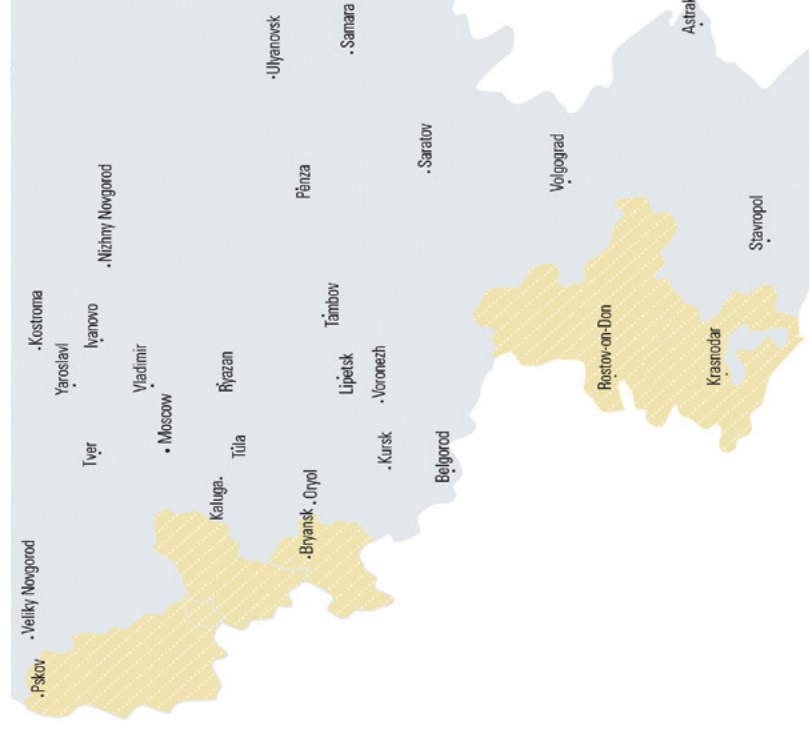 Pskov
Veliky Novgorod
Tver
Yaroslavl
Kostroma
Ivanovo
Nizhny Novgorod
Moscow
Vladimir
Kaluga
Tula
Ryazan
Bryansk
Oryol
Lipetsk
Tambov
Penza
Ulyanovsk
Samara
Kursk
Voronezh
Belgorod
Saratov
Volgograd
Rostov-on-Don
Krasnodar
Stavropol
Astrak